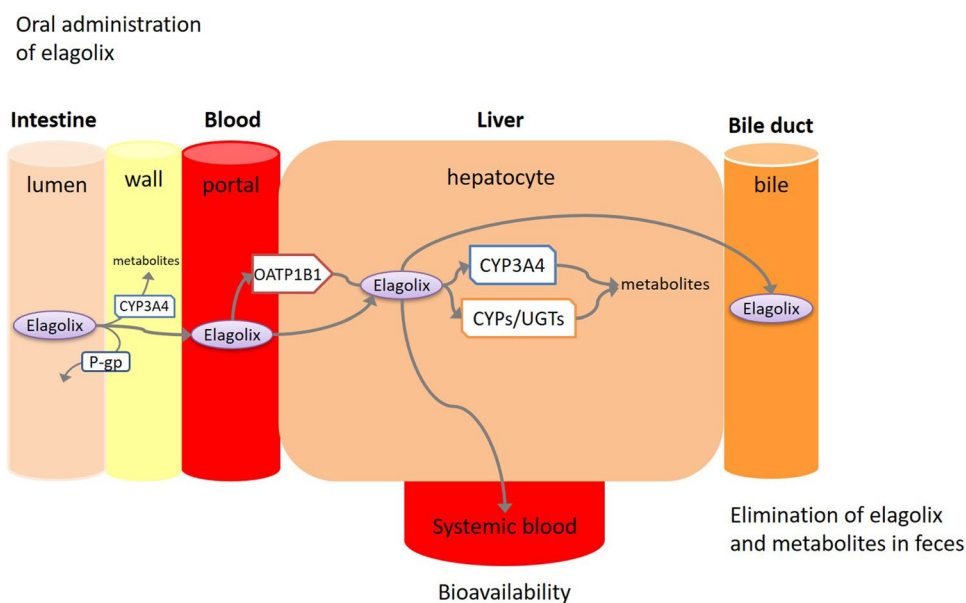 Oral administration
of elagolix
Intestine
Blood
Liver
Bile duct
lumen
wall
portal
hepatocyte
bile
metabolites
CYP3A4
Elagolix
P-gp
Elagolix
OATP1B1
Elagolix
CYP3A4
CYPs/UGTs
metabolites
Elagolix
Systemic blood
Bioavailability
Elimination of elagolix
and metabolites in feces